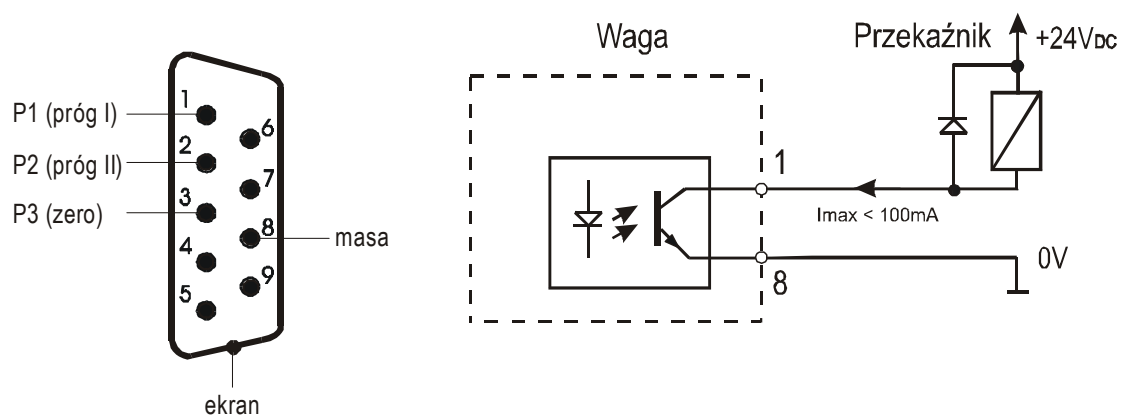 P1 (próg I)
P2 (próg II)
P3 (zero)
1
2
3
4
5
6
7
8
9
masa
ekran
Waga
Przekaźnik
+24VDC
1
Imax < 100mA
8
0V